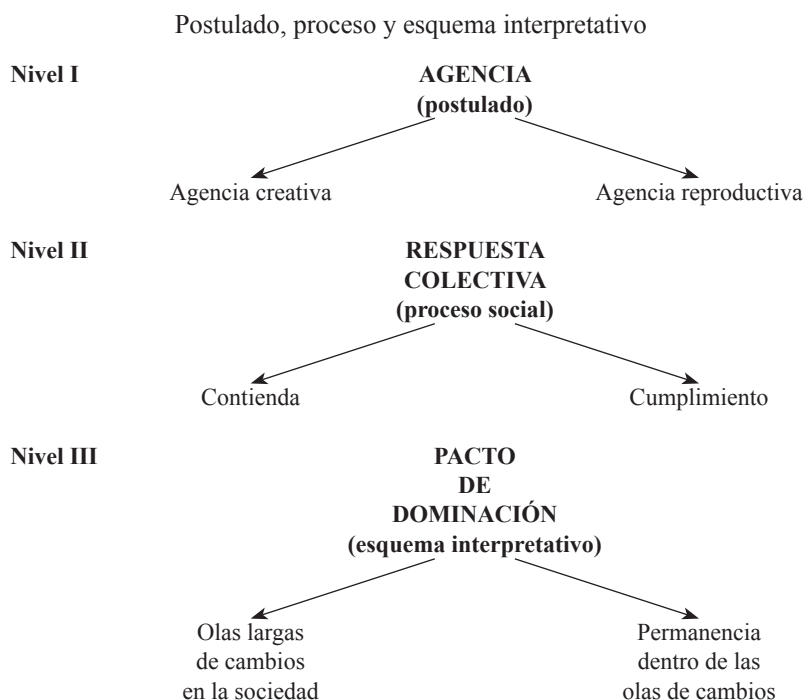 Postulado, proceso y esquema interpretativo
Nivel I
AGENCIA
(postulado)
Agencia creativa
Agencia reproductiva
Nivel II
RESPUESTA
COLECTIVA
(proceso social)
Contienda
Cumplimiento
Nivel III
PACTO
DE
DOMINACIÓN
(esquema interpretativo)
Olas largas
de cambios
en la sociedad
Permanencia
dentro de las
olas de cambios